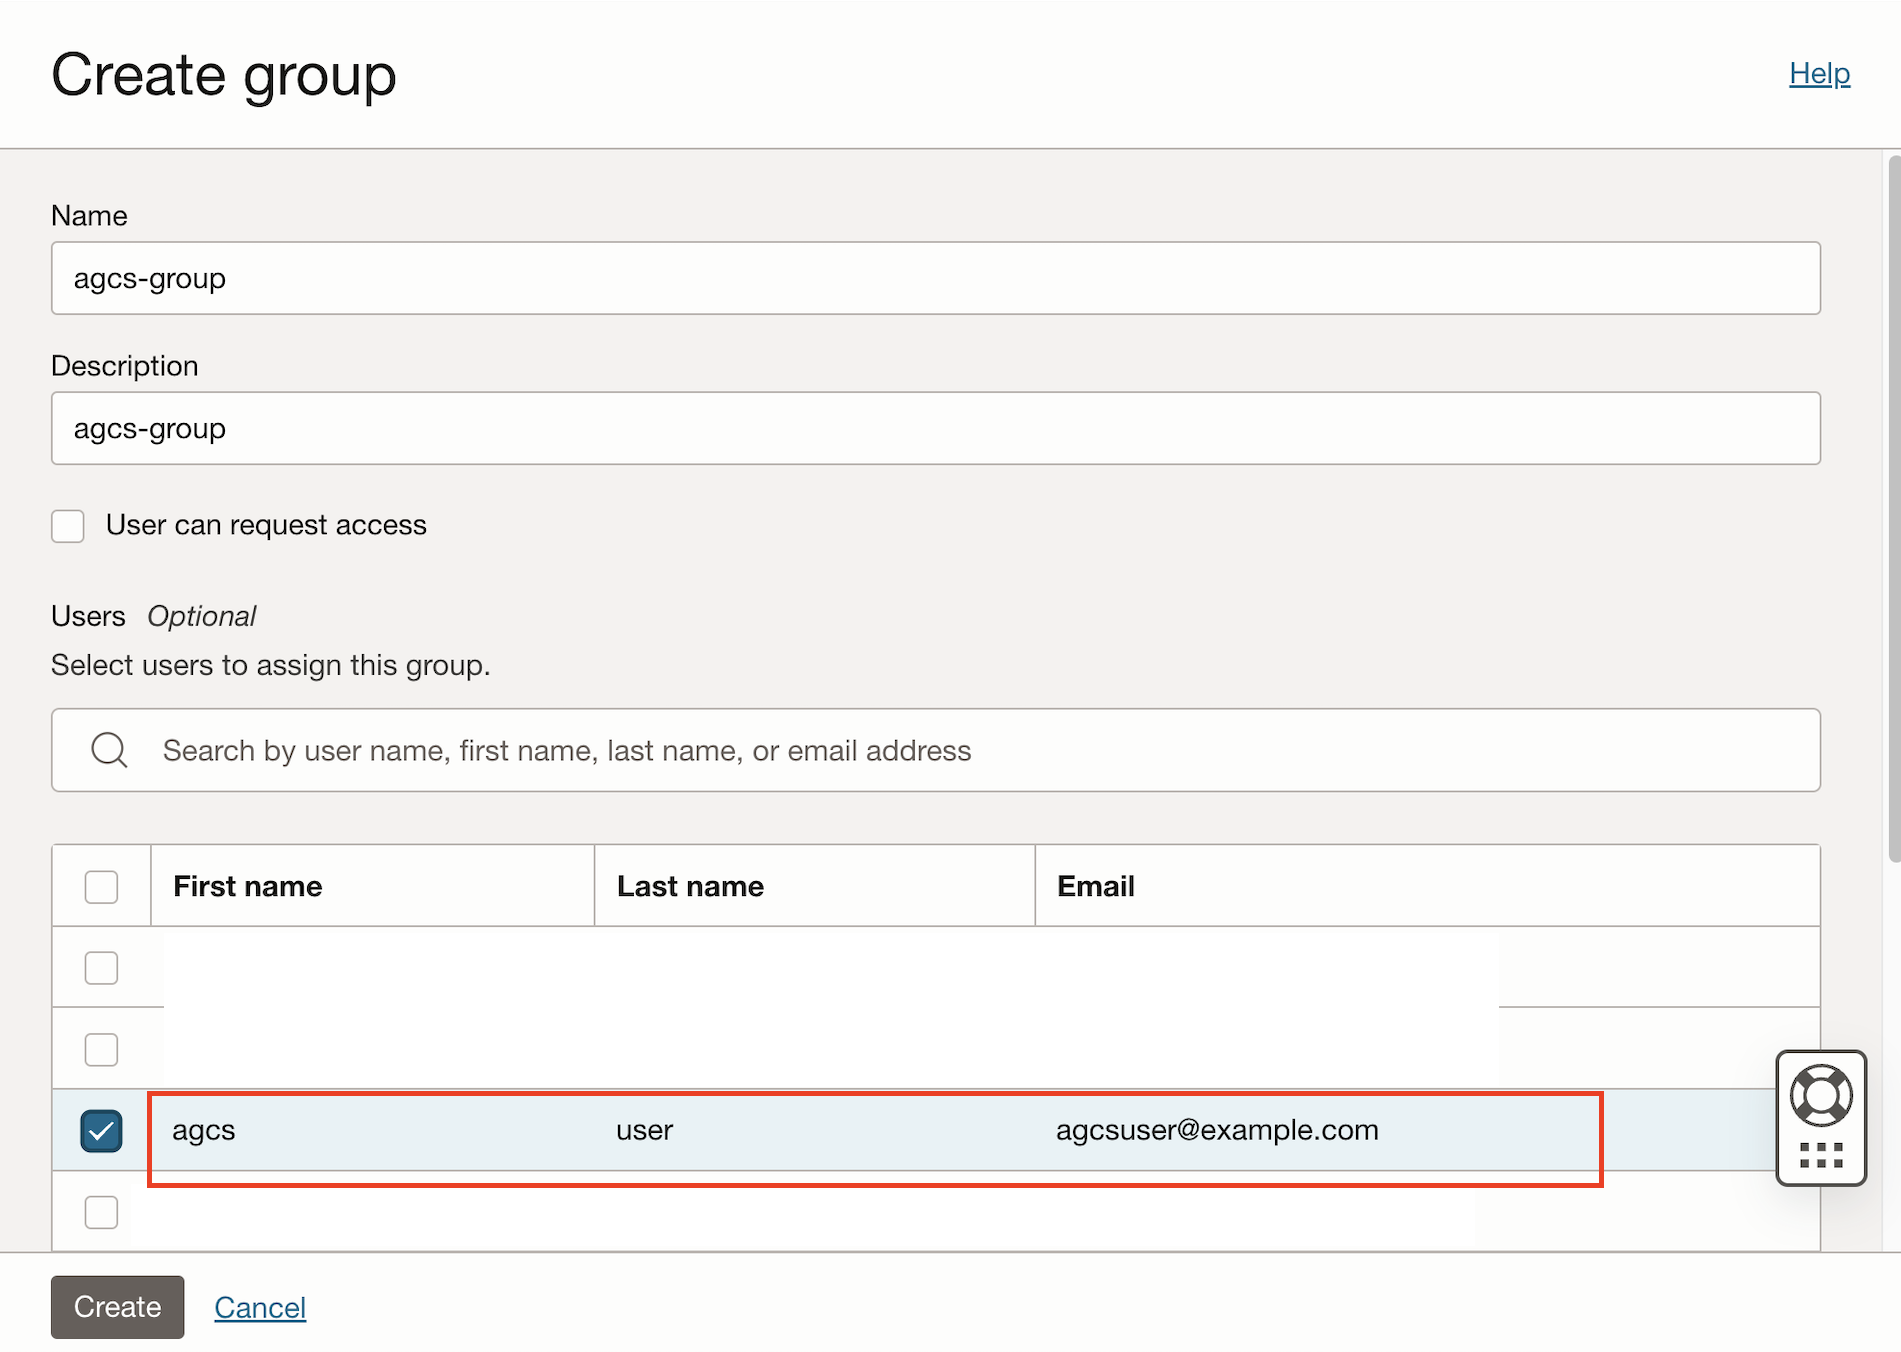 Create group
Help
Name
agcs-group
Description
agcs-group
User can request access
Users Optional
Select users to assign this group.
Search by user name, first name, last name, or email address
First name Last name Email
agcs user agcsuser@example.com
Create Cancel